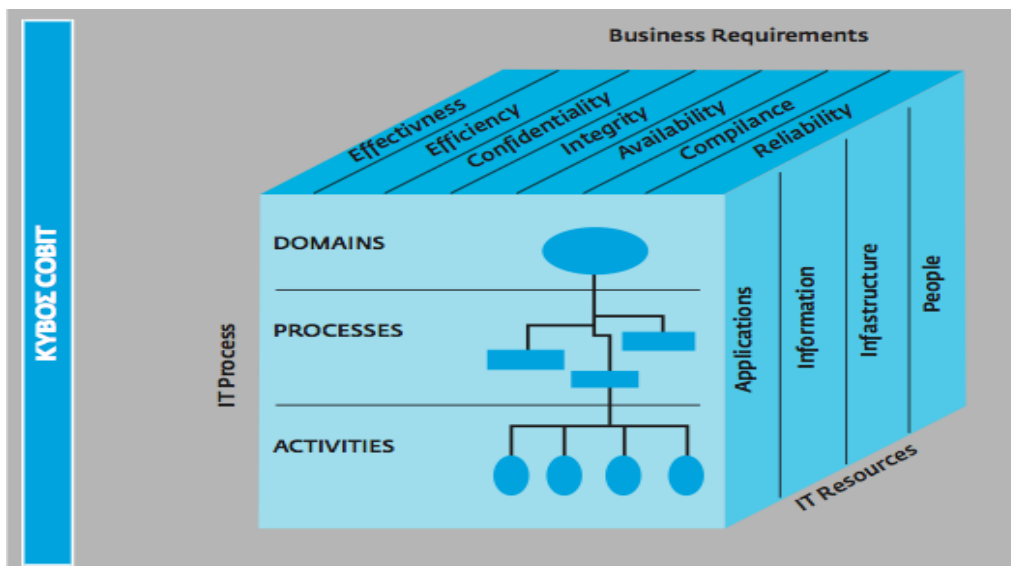 ΚΥΒΟΣ COBIT
Business Requirements
Effectivness
Efficiency
Confidentiality
Integrity
Availability
Compliance
Reliability
IT Process
DOMAINS
PROCESSES
ACTIVITIES
Applications
Information
Infastructure
People
IT Resources